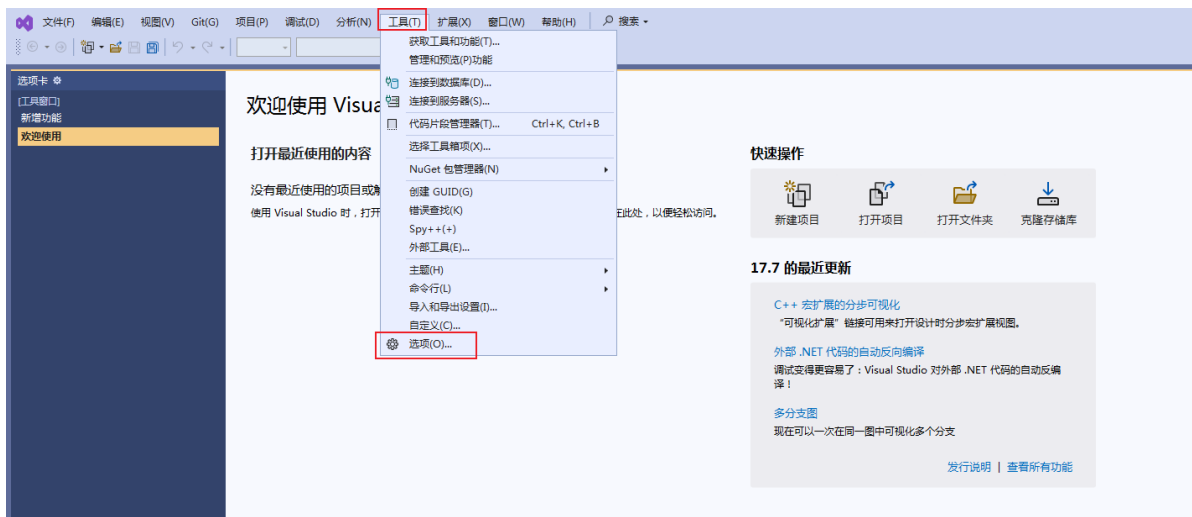 文件(F) 编辑(E) 视图(V) Git(G) 项目(P) 调试(D) 分析(N) 工具(T) 扩展(X) 窗口(W) 帮助(H) 搜索
选项卡
[工具窗口]
新增功能
欢迎使用
获取工具和功能(T)...
管理和预览(P)功能
连接到数据库(D)...
连接到服务器(S)...
代码片段管理器(T)... Ctrl+K, Ctrl+B
选择工具箱项(X)...
NuGet 包管理器(N)
创建 GUID(G)
错误查找(K)
Spy++(+)
外部工具(E)...
主题(H)
命令行(L)
导入和导出设置(I)...
自定义(C)...
选项(O)...
欢迎使用 Visua
打开最近使用的内容
没有最近使用的项目或
使用 Visual Studio 时，打开 在此处，以便轻松访问。
快速操作
新建项目 打开项目 打开文件夹 克隆存储库
17.7 的最近更新
C++ 宏扩展的分步可视化
“可视化扩展”链接可用来打开设计时分步宏扩展视图。
外部 .NET 代码的自动反向编译
调试变得更容易了：Visual Studio 对外部 .NET 代码的自动反编
译！
多分支图
现在可以一次在同一图中可视化多个分支
发行说明 | 查看所有功能